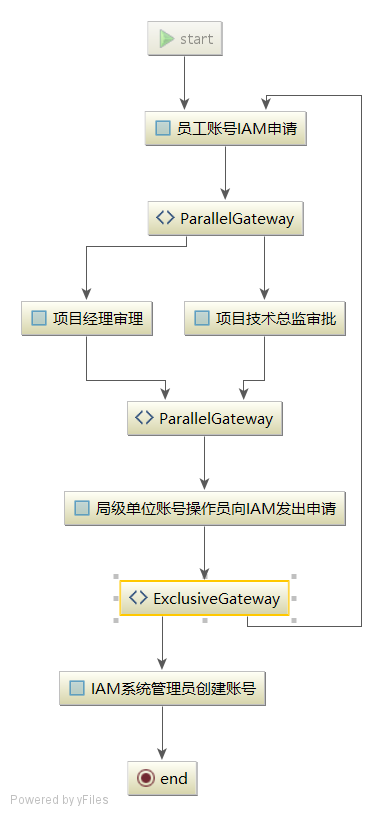 start
员工账号IAM申请
ParallelGateway
项目经理审理
项目技术总监审批
ParallelGateway
局级单位账号操作员向IAM发出申请
ExclusiveGateway
IAM系统管理员创建账号
end
Powered by yFiles